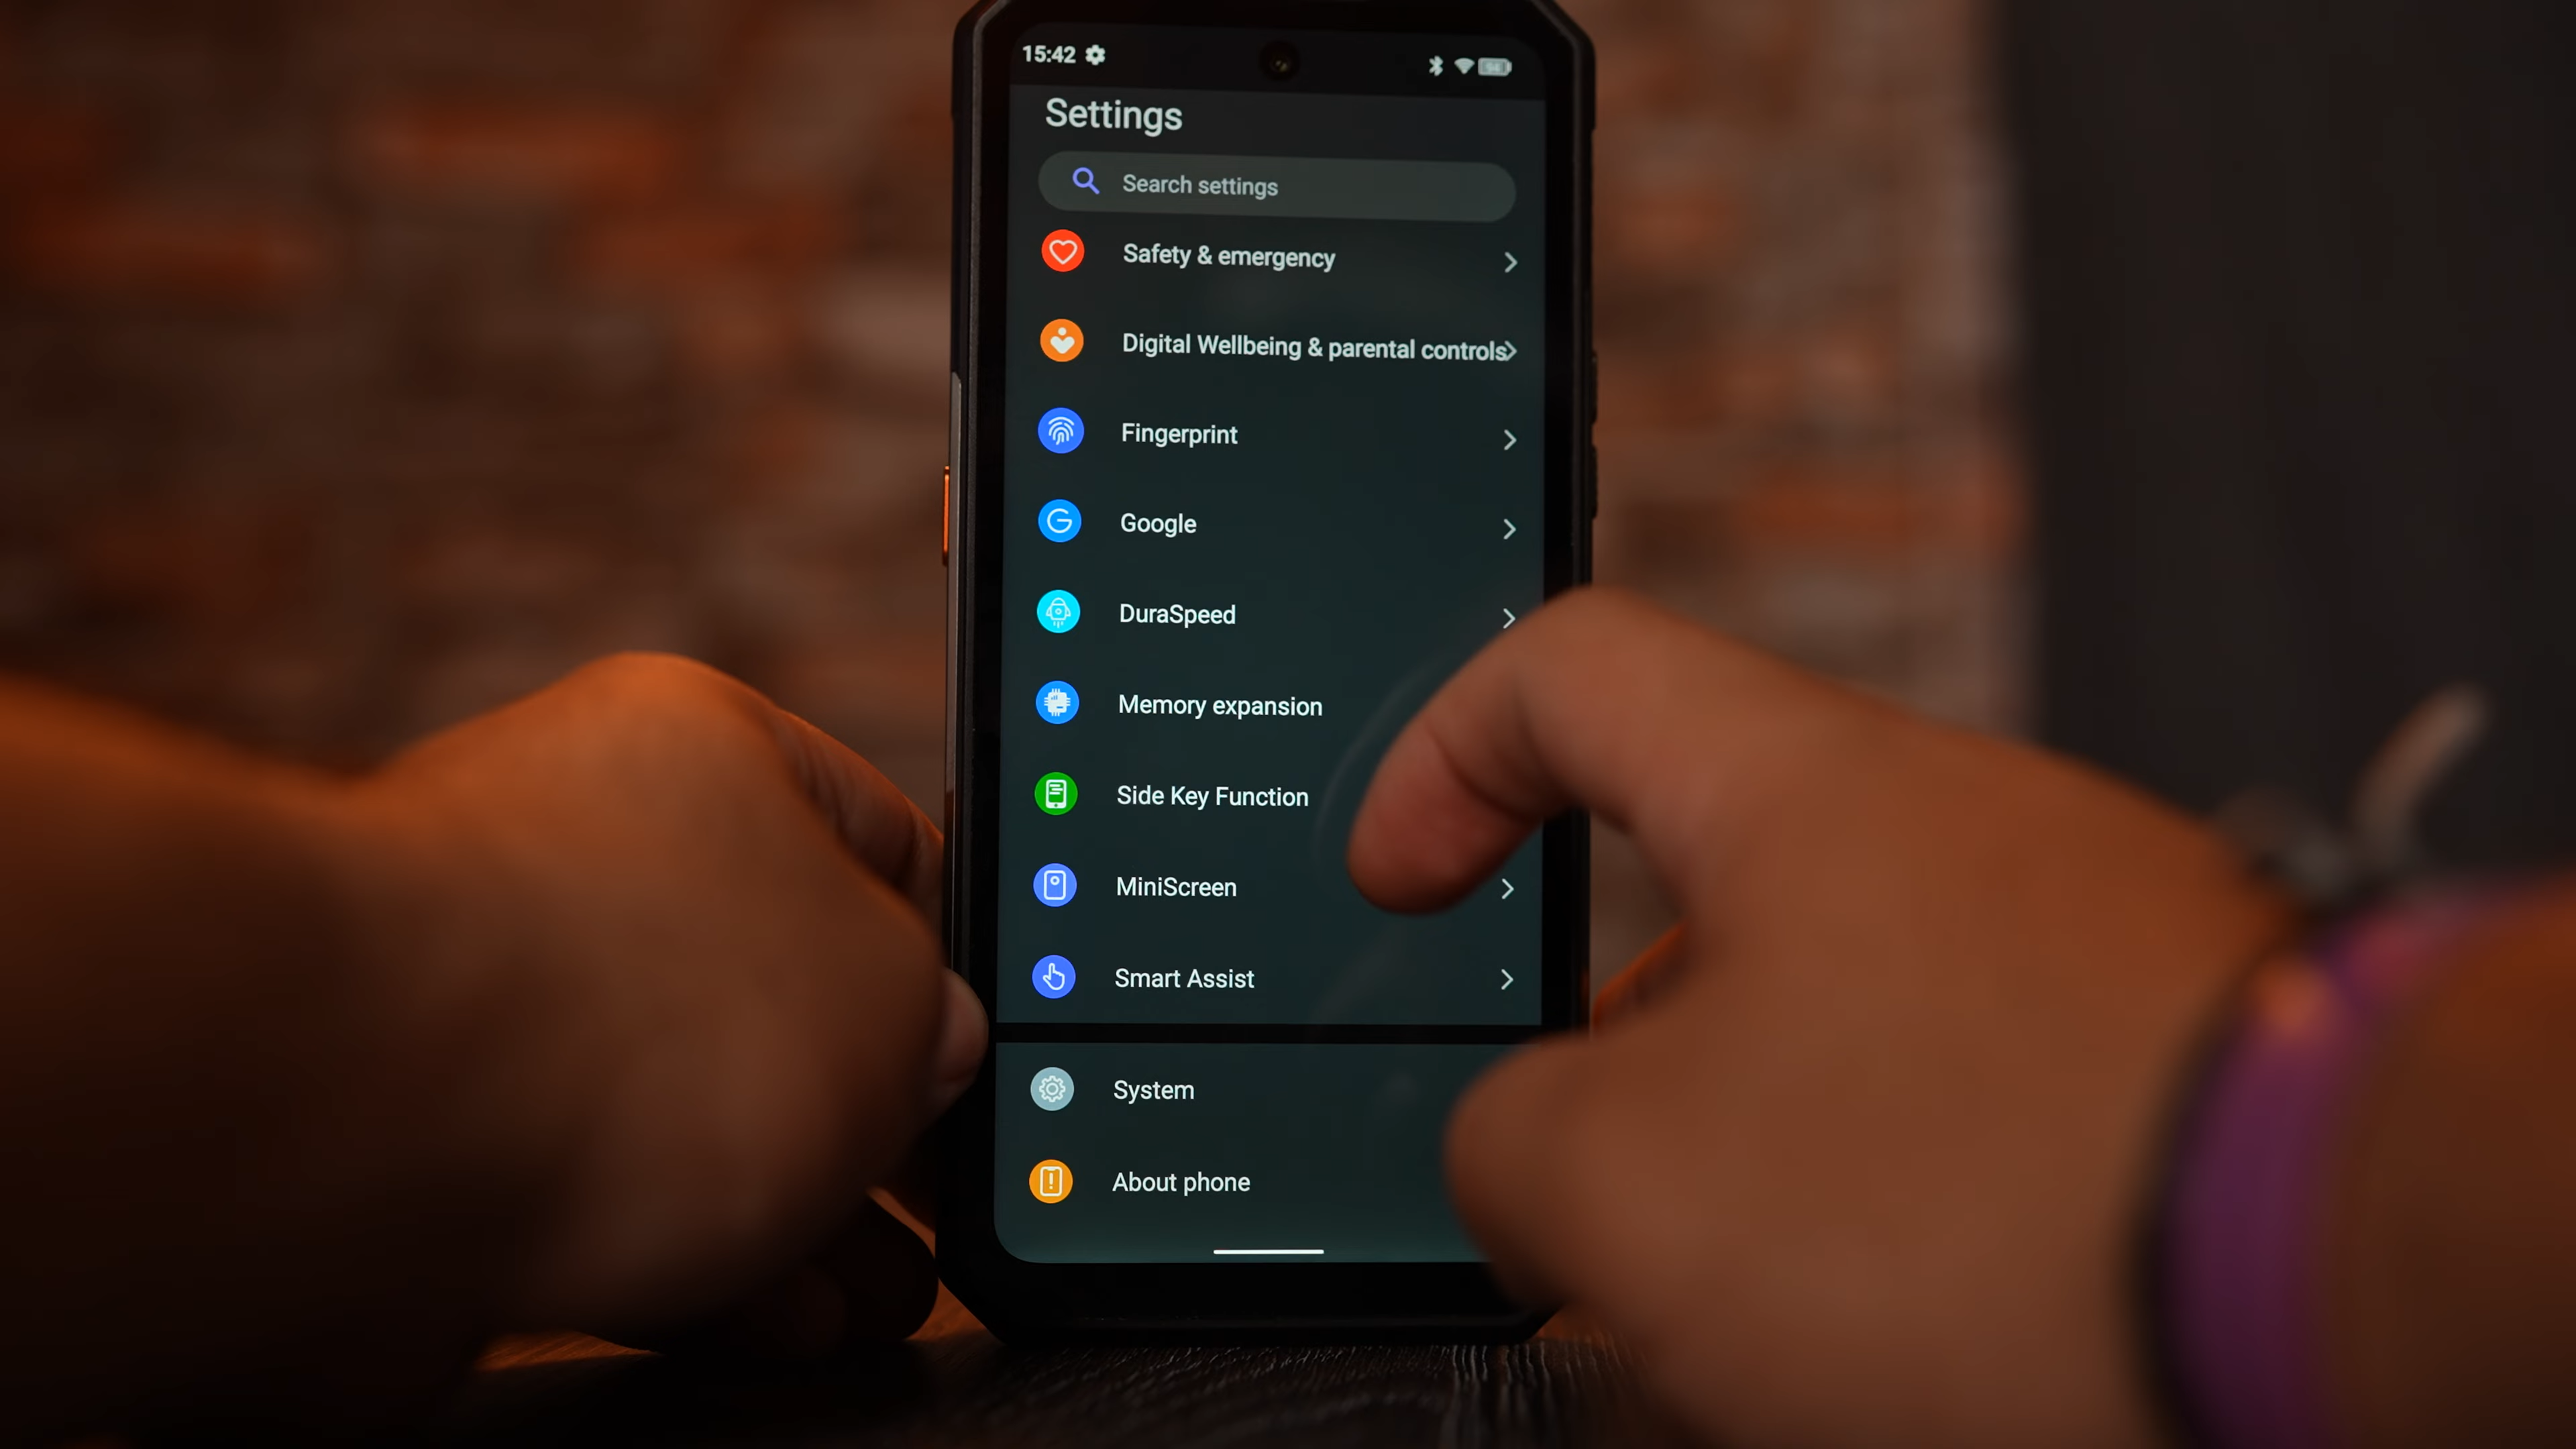 15:42
94
Settings
Search settings
Safety & emergency
Digital Wellbeing & parental controls
Fingerprint
Google
DuraSpeed
Memory expansion
Side Key Function
MiniScreen
Smart Assist
System
About phone